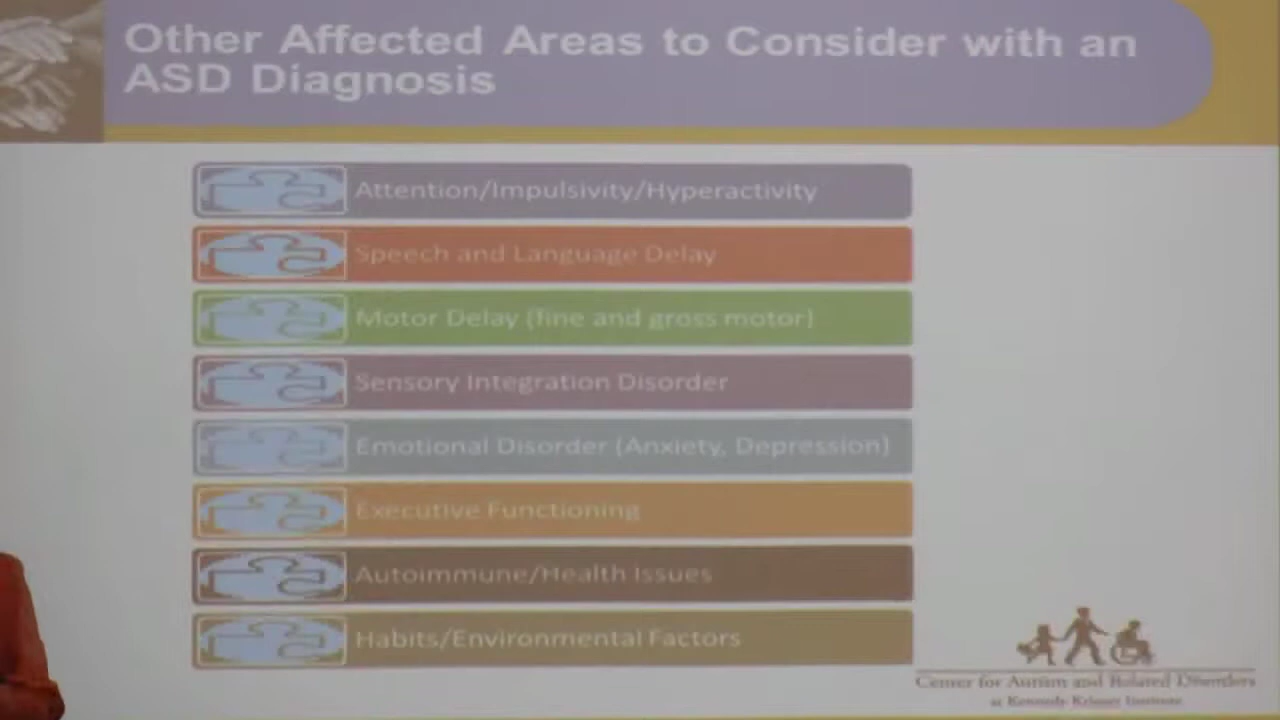 Other Affected Areas to Consider with an
ASD Diagnosis
Attention/Impulsivity/Hyperactivity
Speech and Language Delay
Motor Delay (fine and gross motor)
Sensory Integration Disorder
Emotional Disorder (Anxiety, Depression)
Executive Functioning
Autoimmune/Health Issues
Habits/Environmental Factors
Center for Autism and Related Disorders
at Kennedy Krieger Institute